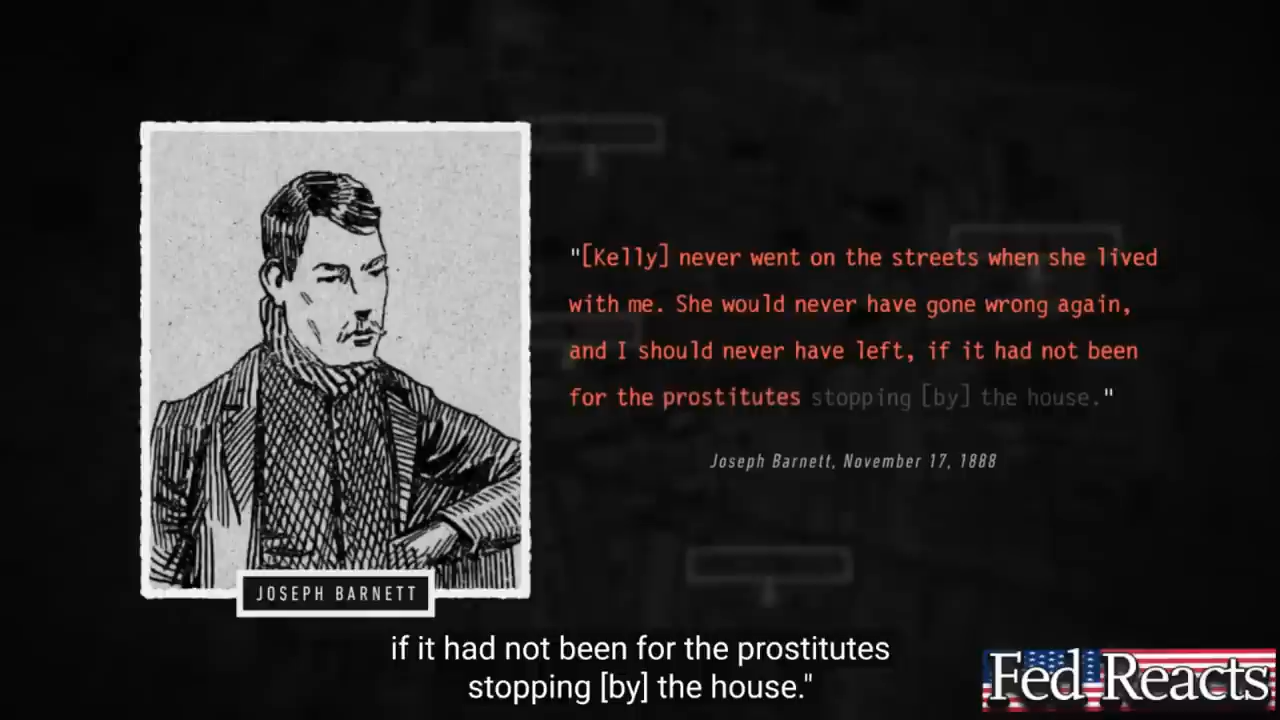 "[Kelly] never went on the streets when she lived
with me. She would never have gone wrong again,
and I should never have left, if it had not been
for the prostitutes stopping [by] the house."
Joseph Barnett, November 17, 1888
JOSEPH BARNETT
if it had not been for the prostitutes
stopping [by] the house."
Fed Reacts